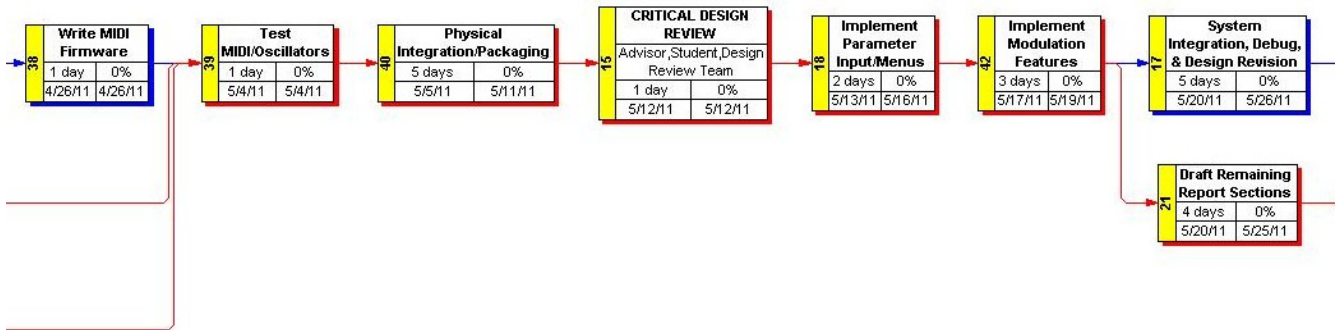 38
Write MIDI
Firmware
1 day 0%
4/26/11 4/26/11
39
Test
MIDI/Oscillators
1 day 0%
5/4/11 5/4/11
40
Physical
Integration/Packaging
5 days 0%
5/5/11 5/11/11
15
CRITICAL DESIGN
REVIEW
Advisor,Student,Design
Review Team
1 day 0%
5/12/11 5/12/11
18
Implement
Parameter
Input/Menus
2 days 0%
5/13/11 5/16/11
42
Implement
Modulation
Features
3 days 0%
5/17/11 5/19/11
17
System
Integration, Debug,
& Design Revision
5 days 0%
5/20/11 5/26/11
21
Draft Remaining
Report Sections
4 days 0%
5/20/11 5/25/11